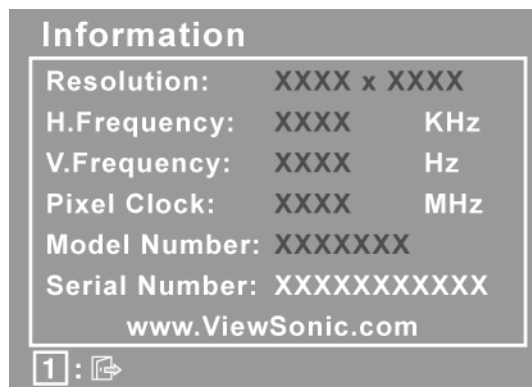 Information
Resolution: XXXX x XXXX
H.Frequency: XXXX KHz
V.Frequency: XXXX Hz
Pixel Clock: XXXX MHz
Model Number: XXXXXXX
Serial Number: XXXXXXXXXXX
www.ViewSonic.com
1 :